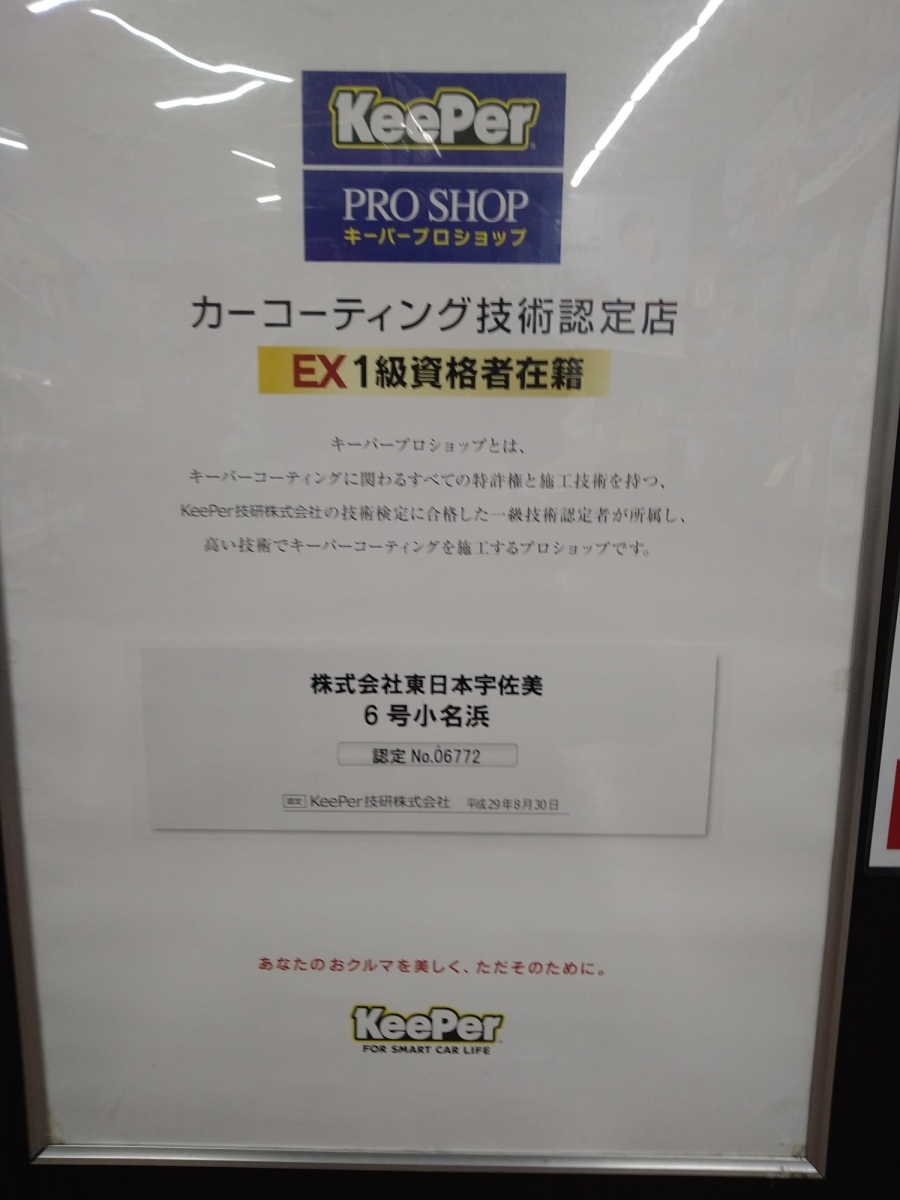 KeePer
PRO SHOP
キーパープロショップ
カーコーティング技術認定店
EX1級資格者在籍
キーパープロショップとは、
キーパーコーティングに関わるすべての特許権と施工技術を持つ、
KeePer技研株式会社の技術検定に合格した一級技術認定者が所属し、
高い技術でキーパーコーティングを施工するプロショップです。
株式会社東日本宇佐美
6号小名浜
認定 No.06772
認定 KeePer技研株式会社 平成29年8月30日
あなたのおクルマを美しく、ただそのために。
KeePer
FOR SMART CAR LIFE